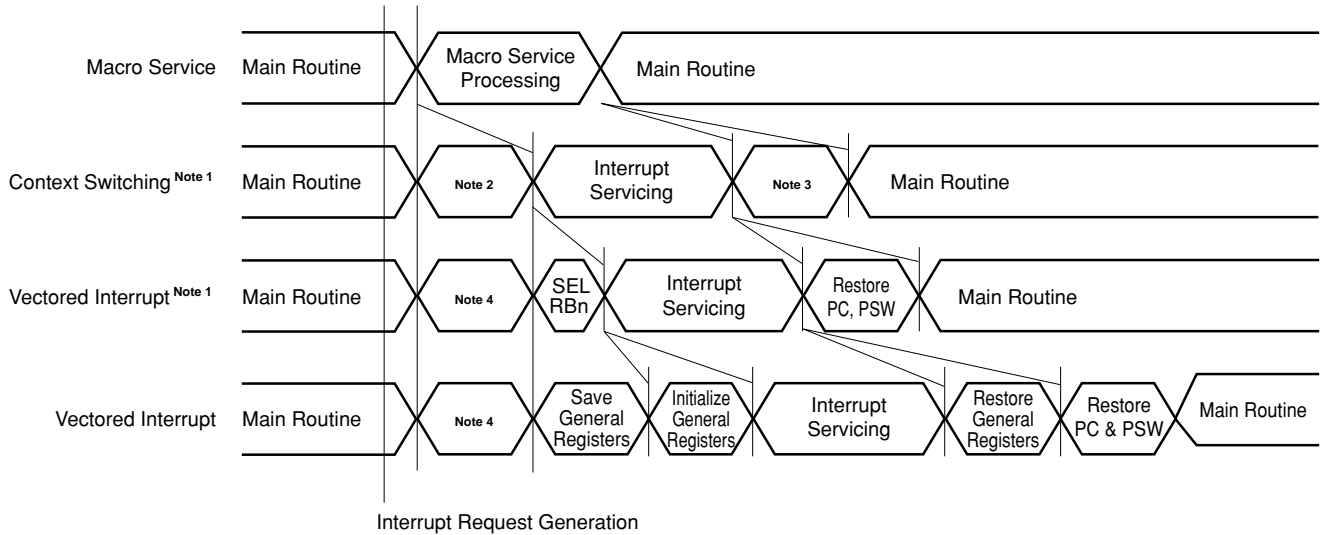 Macro Service Main Routine Macro Service Processing Main Routine
Context Switching Note 1 Main Routine Note 2 Interrupt Servicing Note 3 Main Routine
Vectored Interrupt Note 1 Main Routine Note 4 SEL RBn Interrupt Servicing Restore PC, PSW Main Routine
Vectored Interrupt Main Routine Note 4 Save General Registers Initialize General Registers Interrupt Servicing Restore General Registers Restore PC & PSW Main Routine
Interrupt Request Generation